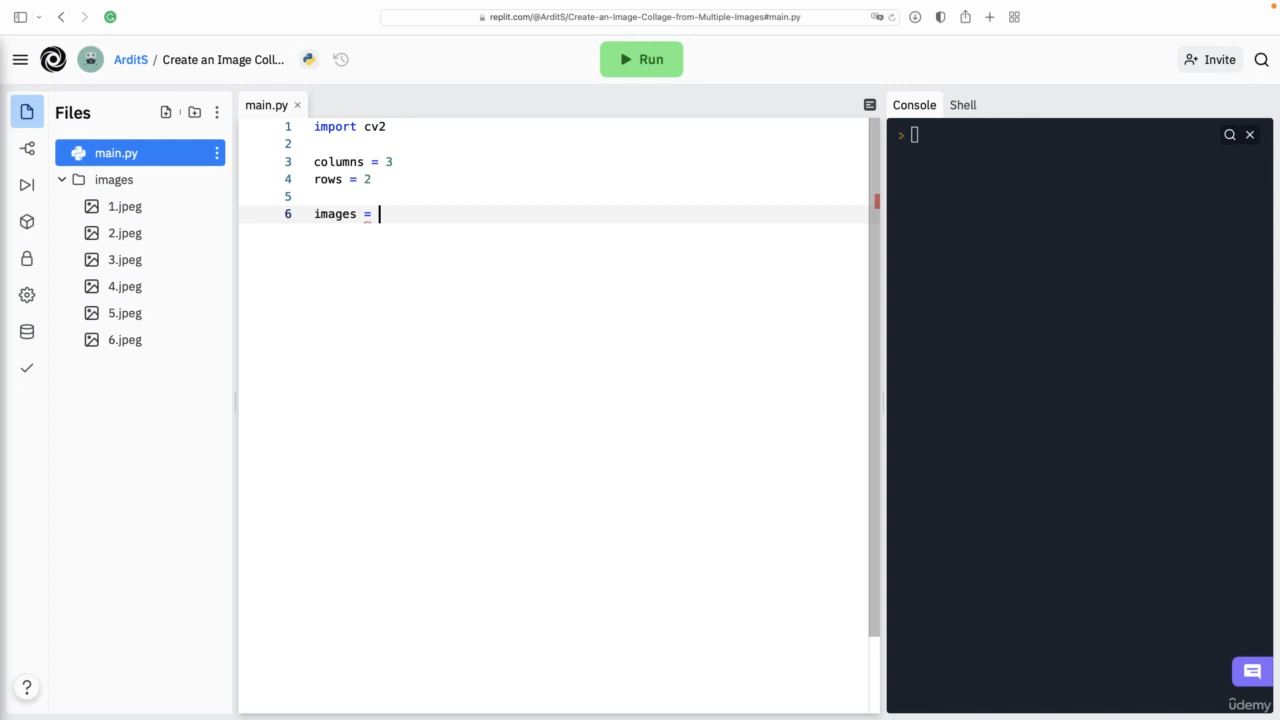 replit.com/@ArditS/Create-an-Image-Collage-from-Multiple-Images#main.py
ArditS / Create an Image Coll...
Run
Invite
Files
main.py
images
1.jpeg
2.jpeg
3.jpeg
4.jpeg
5.jpeg
6.jpeg
?
main.py
1 import cv2
2
3 columns = 3
4 rows = 2
5
6 images =
Console
Shell
ûdemy